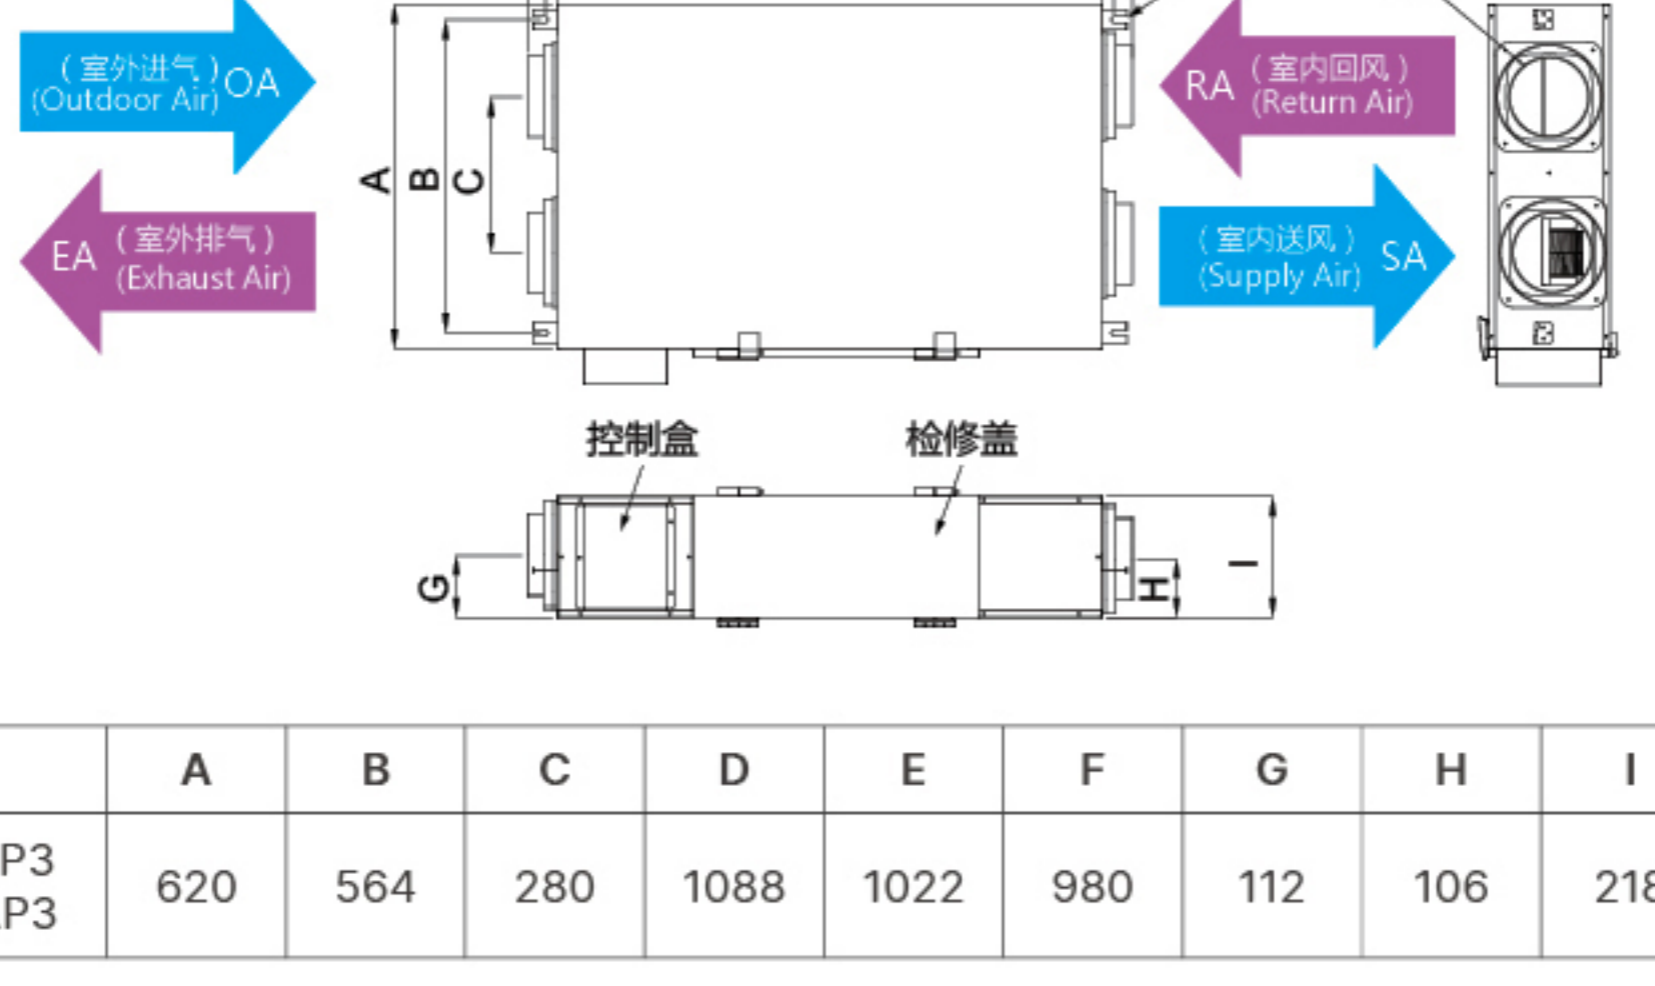 （室外进气）OA
(Outdoor Air)
RA（室内回风）
(Return Air)
A
B
C
EA（室外排气）
(Exhaust Air)
（室内送风）SA
(Supply Air)
控制盒
检修盖
G
H
I
A B C D E F G H I
P3 620 564 280 1088 1022 980 112 106 218
P3